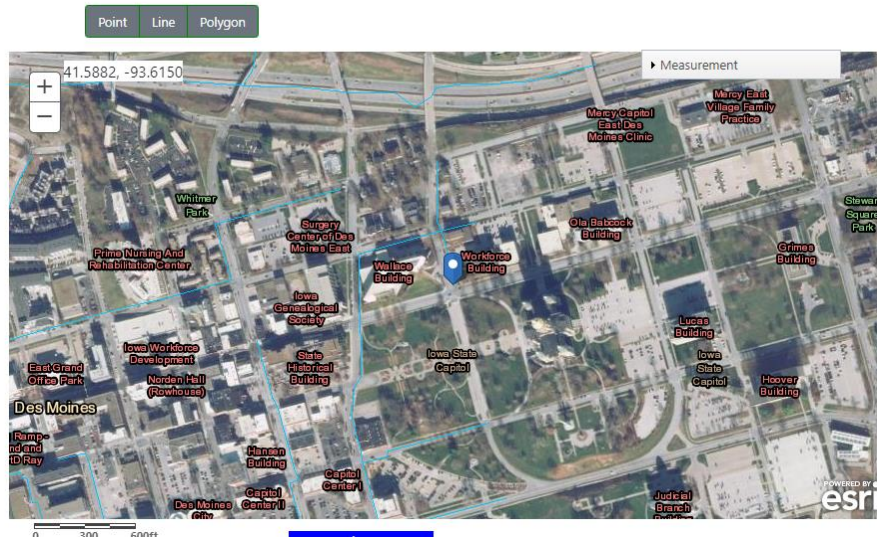 Point Line Polygon
41.5882, -93.6150
Measurement
+
−
Mercy East
Village Family
Practice
Mercy Capitol
East Des
Moines Clinic
Whitmer
Park
Stewar
Square
Park
Surgery
Center of Des
Moines East
Ola Babcock
Building
Prime Nursing And
Rehabilitation Center
Grimes
Building
Wallace
Building
Workforce
Building
Iowa
Genealogical
Society
Lucas
Building
Iowa Workforce
Development
State
Historical
Building
Iowa State
Capitol
Iowa
State
Capitol
East Grand
Office Park
Norden Hall
(Rowhouse)
Hoover
Building
Des Moines
Ramp -
nd and
tD Ray
Hansen
Building
Capitol
Center I
Capitol
Center II
Des Moines
City
Judicial
Branch
Building
POWERED BY
esri
0 300 600ft